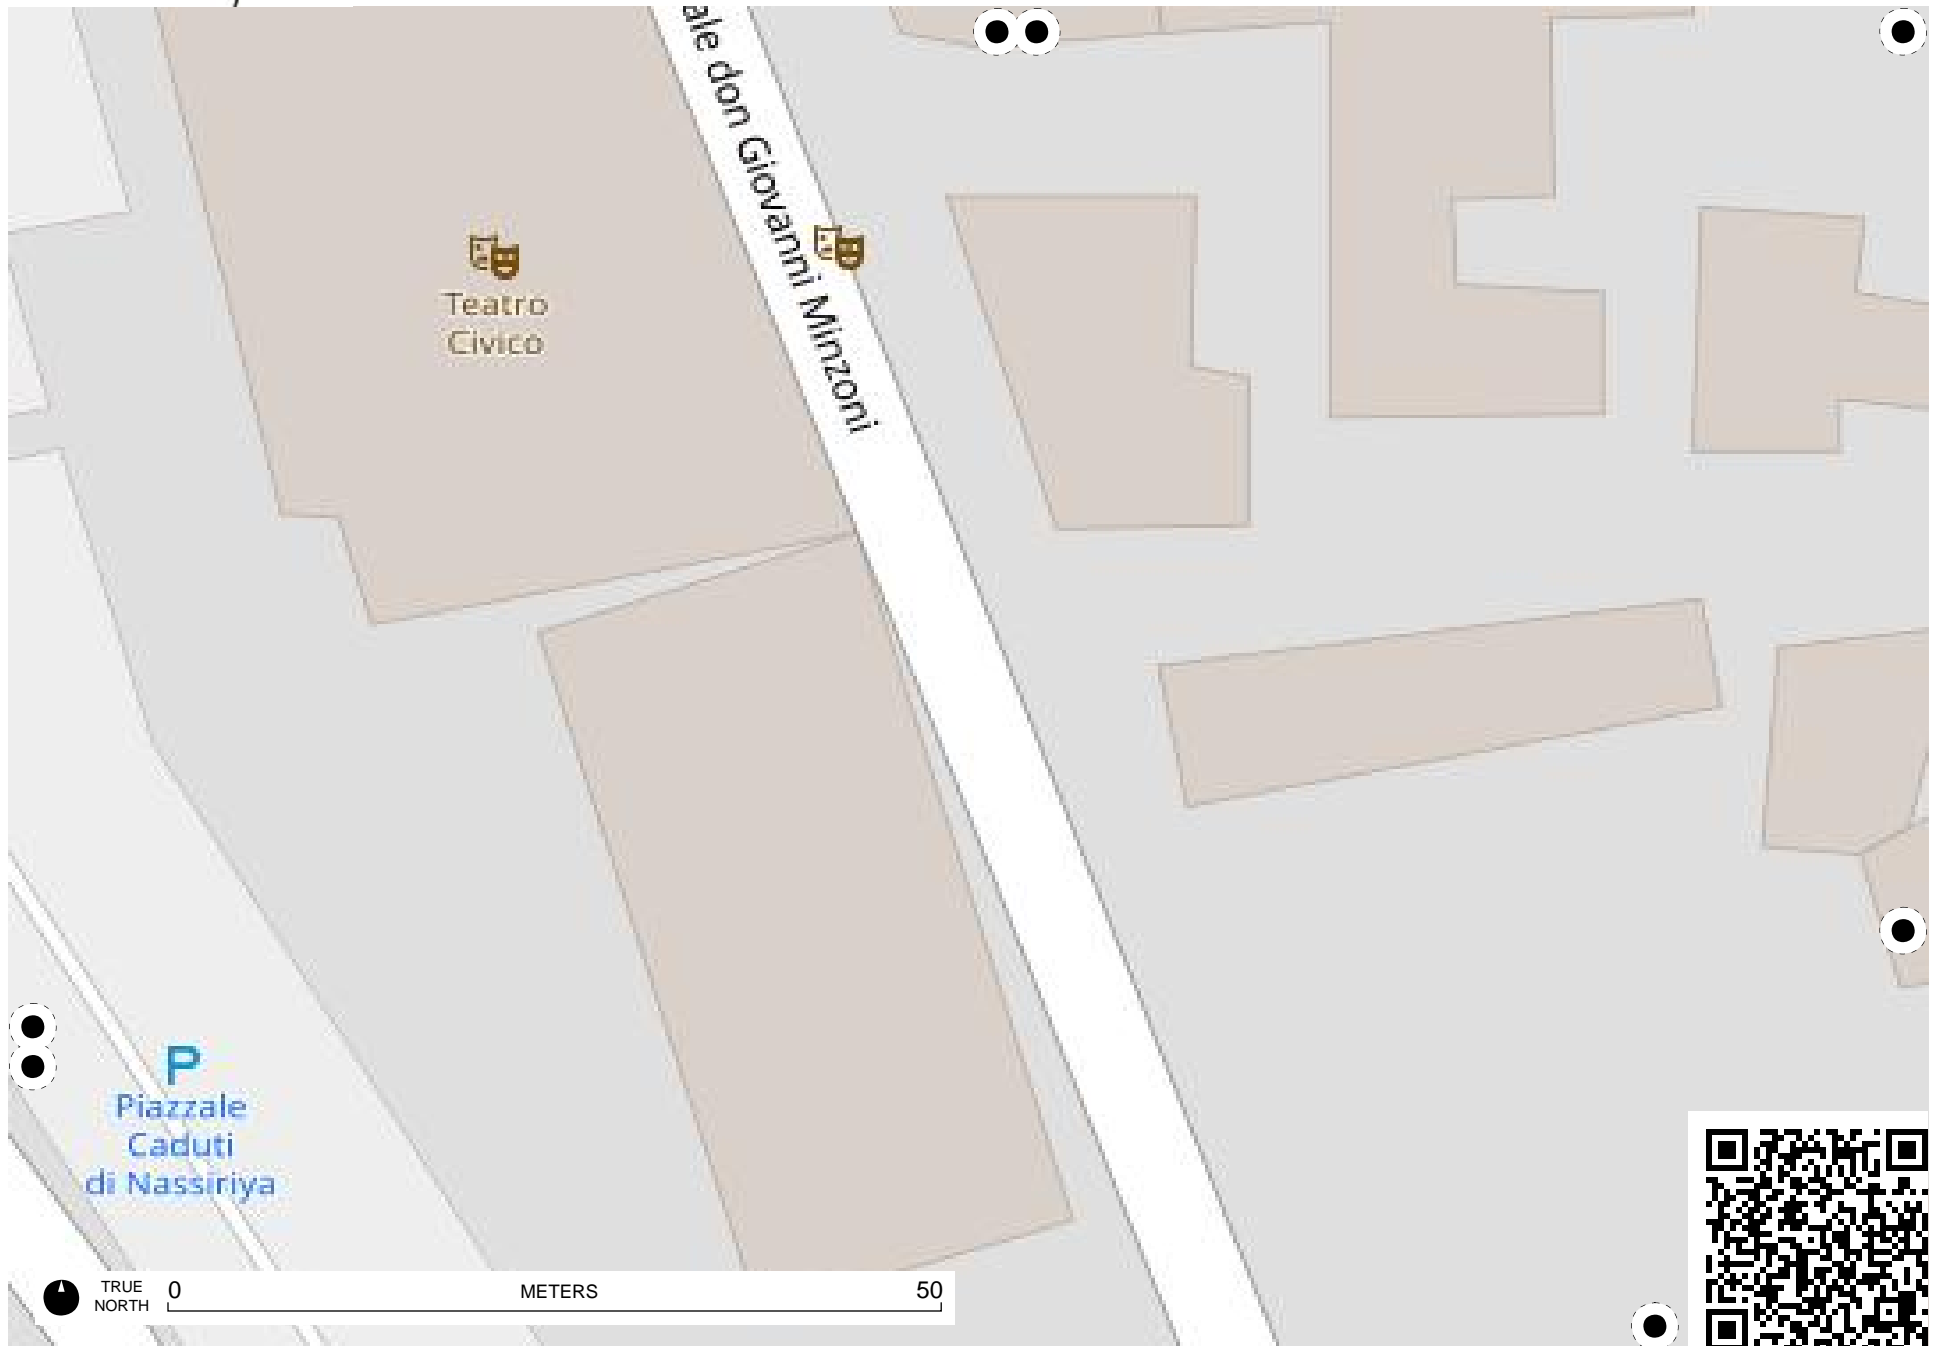 ale don Giovanni Minzoni
Teatro
Civico
P
Piazzale
Caduti
di Nassiriya
TRUE
NORTH
0 METERS 50